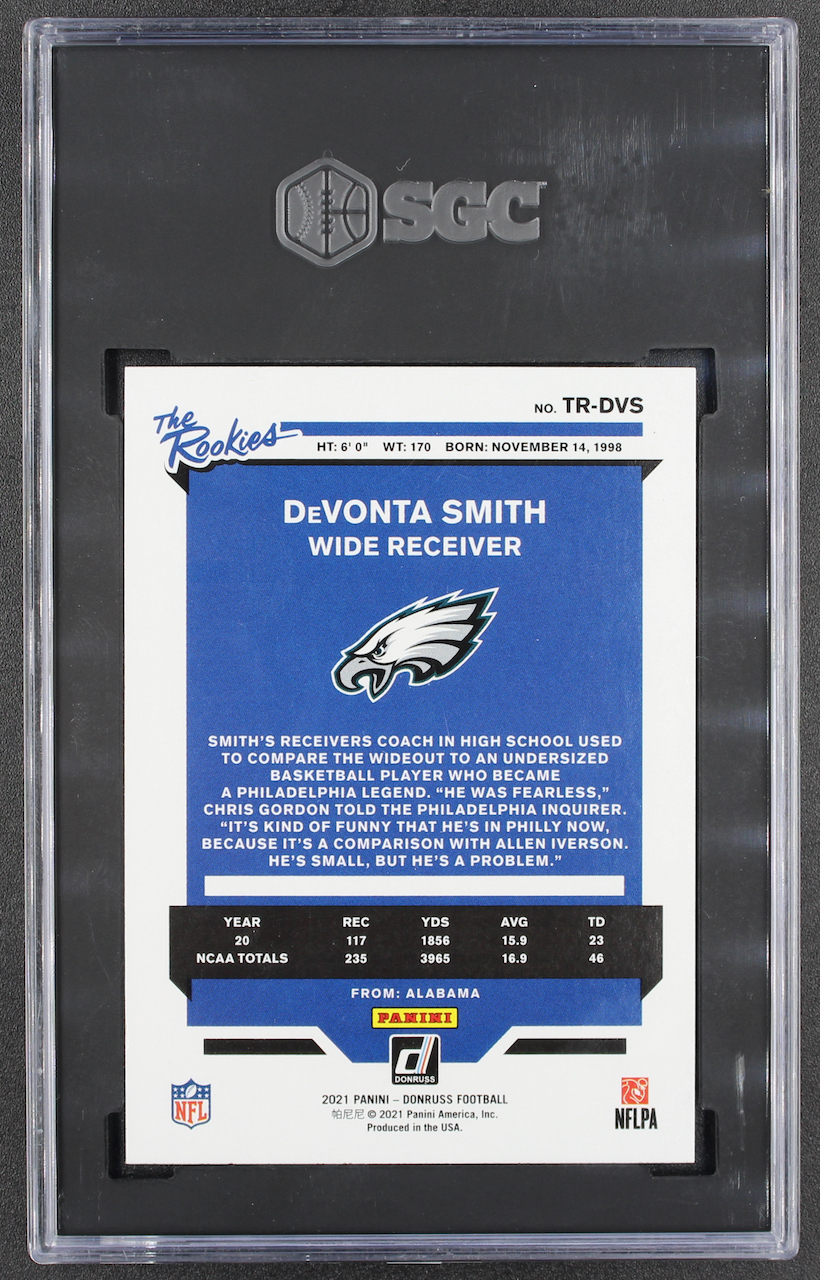 SGC
NO. TR-DVS
The Rookies
HT: 6' 0" WT: 170 BORN: NOVEMBER 14, 1998
DeVONTA SMITH
WIDE RECEIVER
SMITH'S RECEIVERS COACH IN HIGH SCHOOL USED
TO COMPARE THE WIDEOUT TO AN UNDERSIZED
BASKETBALL PLAYER WHO BECAME
A PHILADELPHIA LEGEND. “HE WAS FEARLESS,”
CHRIS GORDON TOLD THE PHILADELPHIA INQUIRER.
“IT'S KIND OF FUNNY THAT HE'S IN PHILLY NOW,
BECAUSE IT'S A COMPARISON WITH ALLEN IVERSON.
HE'S SMALL, BUT HE'S A PROBLEM.”
YEAR REC YDS AVG TD
20 117 1856 15.9 23
NCAA TOTALS 235 3965 16.9 46
FROM: ALABAMA
PANINI
d
DONRUSS
NFL
2021 PANINI – DONRUSS FOOTBALL
帕尼尼 © 2021 Panini America, Inc.
Produced in the USA.
NFLPA